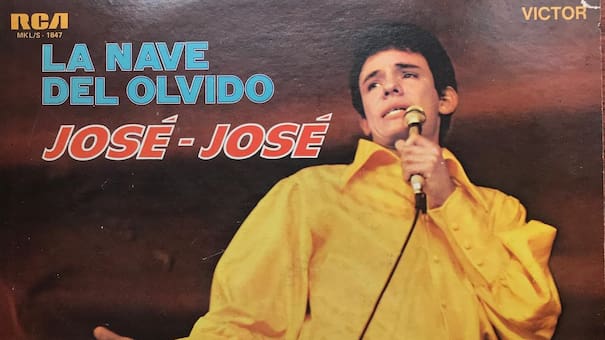 RCA
MKL/S - 1847
VICTOR
LA NAVE
DEL OLVIDO
JOSÉ - JOSÉ